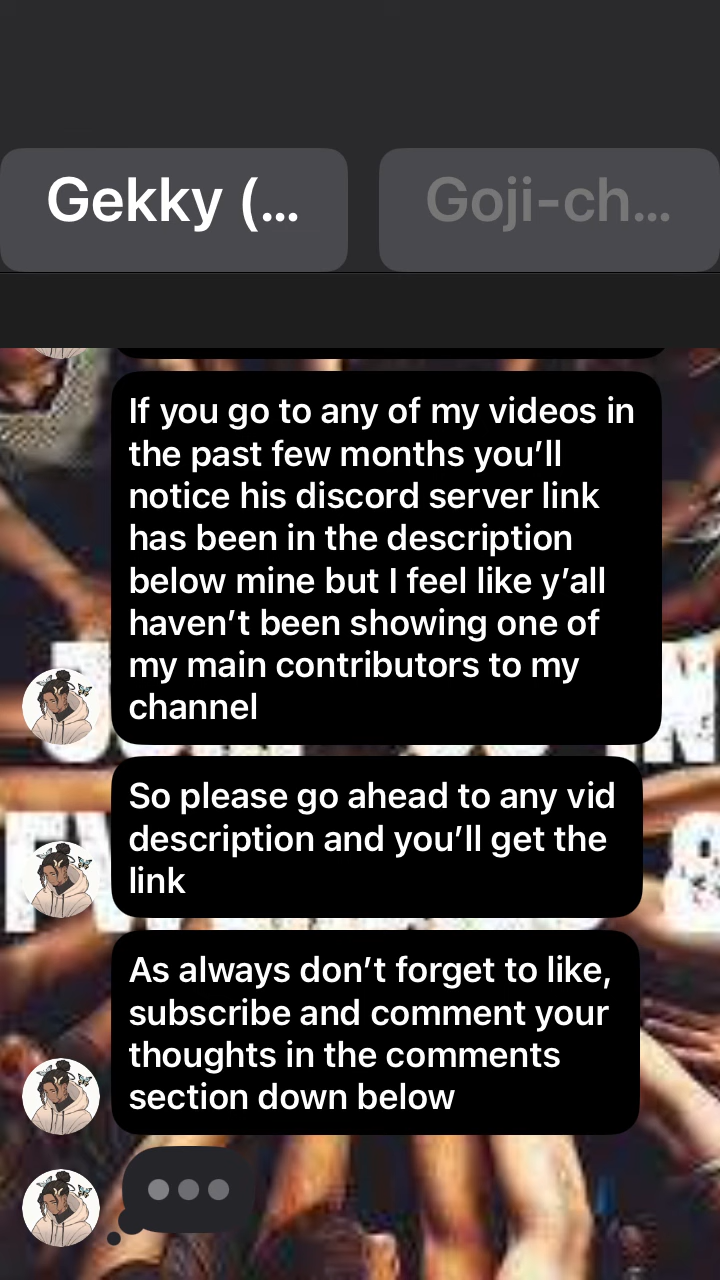 Gekky (...
Goji-ch...
If you go to any of my videos in
the past few months you’ll
notice his discord server link
has been in the description
below mine but I feel like y’all
haven’t been showing one of
my main contributors to my
channel
So please go ahead to any vid
description and you’ll get the
link
As always don’t forget to like,
subscribe and comment your
thoughts in the comments
section down below